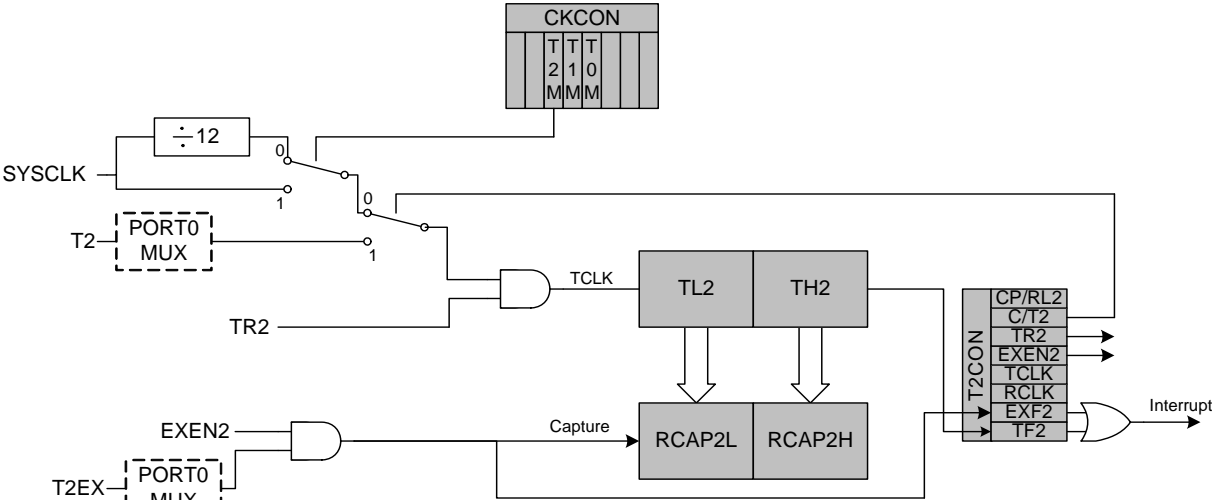 CKCON
T T T
2 1 0
M M M
÷12
0
SYSCLK
1
0
T2
PORT0
MUX
1
TCLK
TL2
TH2
TR2
CP/RL2
C/T2
TR2
EXEN2
TCLK
RCLK
EXF2
TF2
T2CON
Interrupt
EXEN2
Capture
RCAP2L
RCAP2H
T2EX
PORT0
MUX